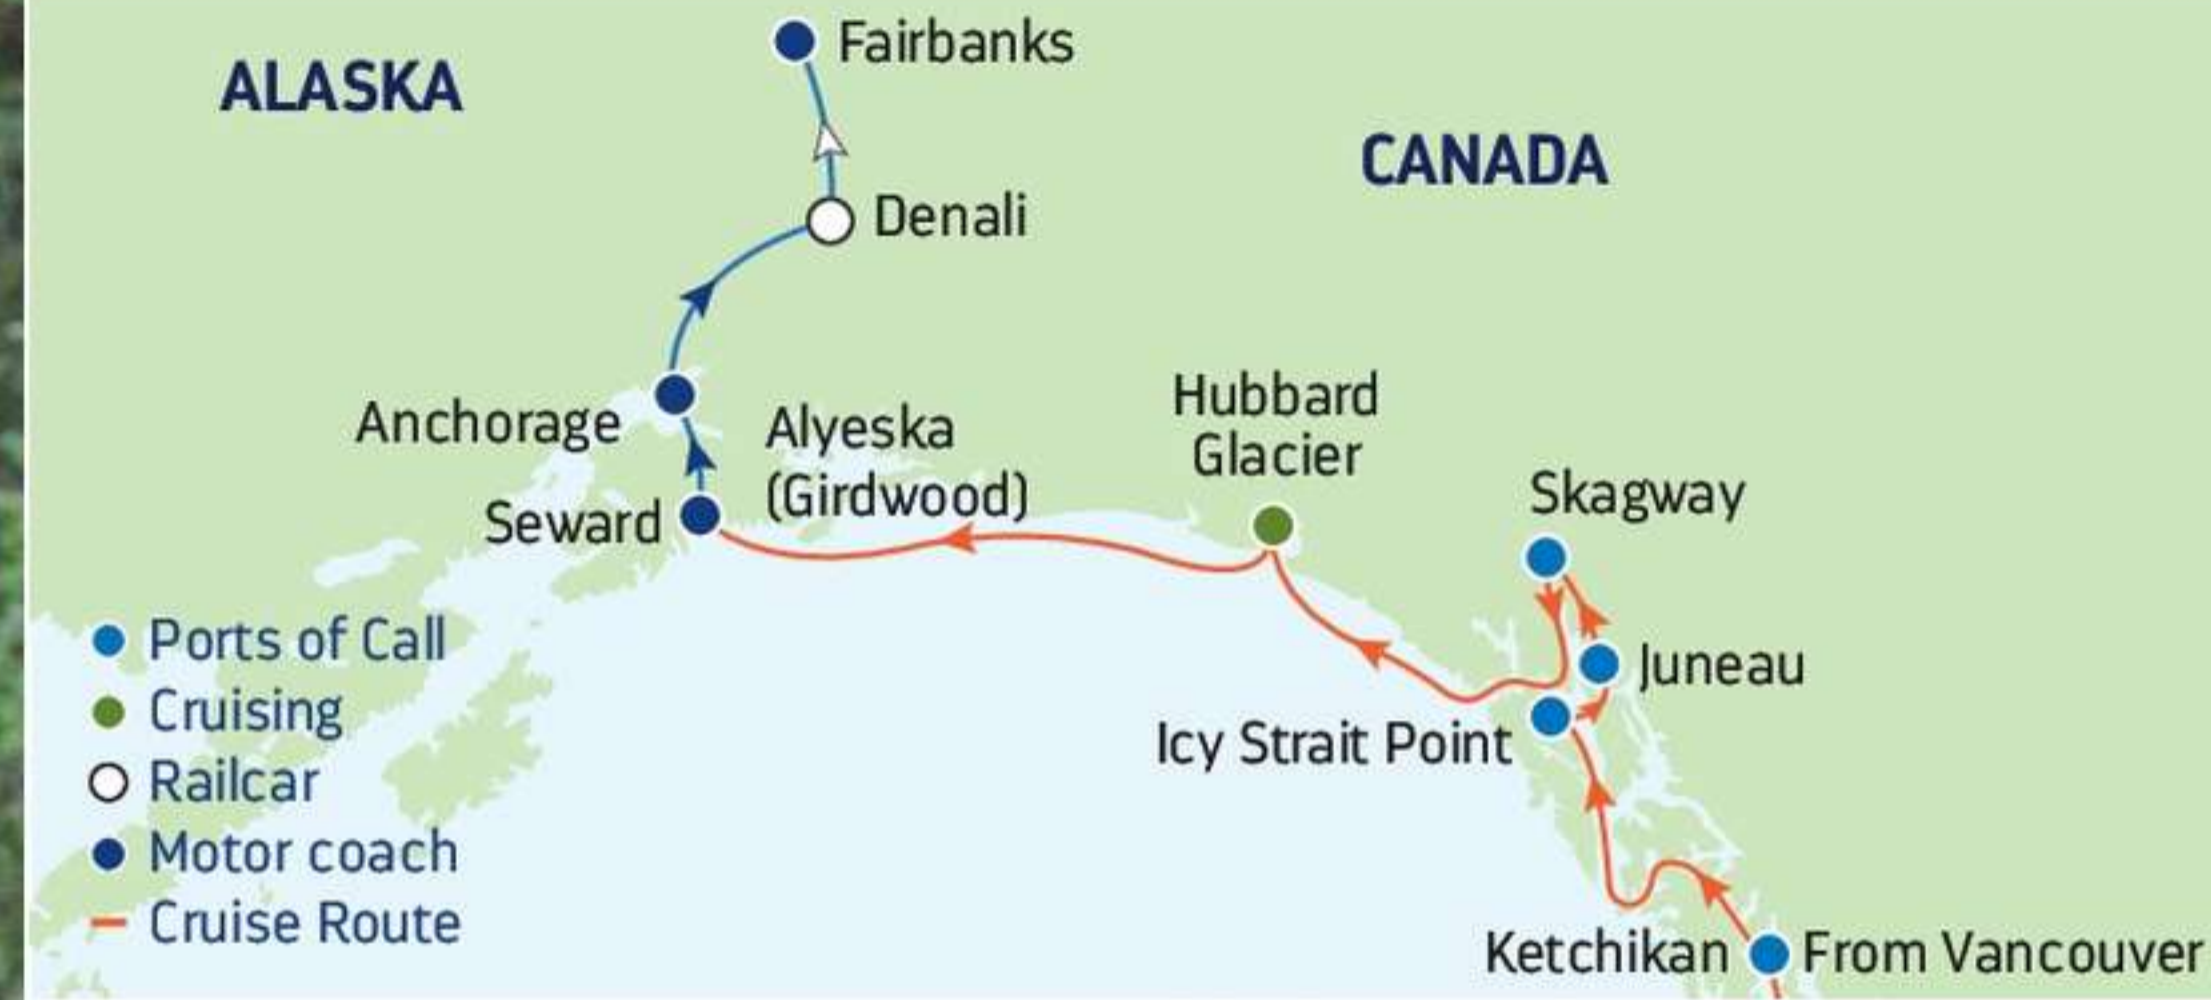 Fairbanks
ALASKA
CANADA
Denali
Hubbard
Glacier
Anchorage
Alyeska
(Girdwood)
Skagway
Seward
Juneau
Icy Strait Point
Ketchikan
From Vancouver
Ports of Call
Cruising
Railcar
Motor coach
Cruise Route